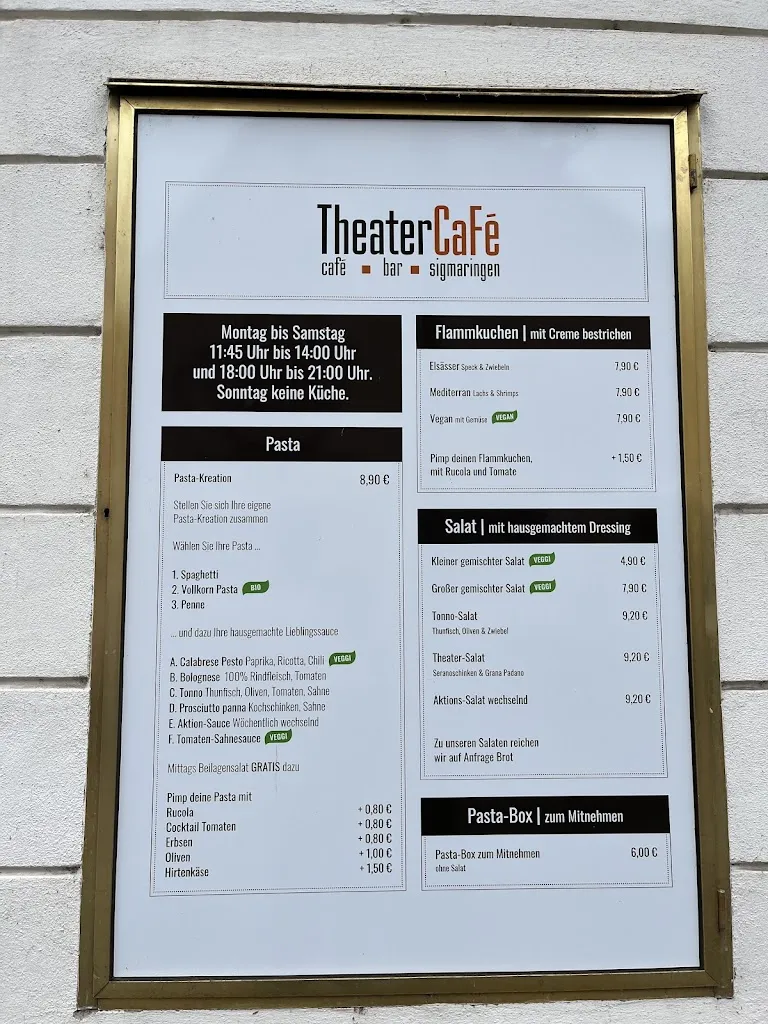 TheaterCaFé
café ▪ bar ▪ sigmaringen
Montag bis Samstag
11:45 Uhr bis 14:00 Uhr
und 18:00 Uhr bis 21:00 Uhr.
Sonntag keine Küche.
Pasta
Pasta-Kreation 8,90 €
Stellen Sie sich Ihre eigene
Pasta-Kreation zusammen
Wählen Sie Ihre Pasta ...
1. Spaghetti
2. Vollkorn Pasta BIO
3. Penne
... und dazu Ihre hausgemachte Lieblingssauce
A. Calabrese Pesto Paprika, Ricotta, Chili VEGGI
B. Bolognese 100% Rindfleisch, Tomaten
C. Tonno Thunfisch, Oliven, Tomaten, Sahne
D. Prosciutto panna Kochschinken, Sahne
E. Aktion-Sauce Wöchentlich wechselnd
F. Tomaten-Sahnesauce VEGGI
Mittags Beilagensalat GRATIS dazu
Pimp deine Pasta mit
Rucola + 0,80 €
Cocktail Tomaten + 0,80 €
Erbsen + 0,80 €
Oliven + 1,00 €
Hirtenkäse + 1,50 €
Flammkuchen | mit Creme bestrichen
Elsässer Speck & Zwiebeln 7,90 €
Mediterran Lachs & Shrimps 7,90 €
Vegan mit Gemüse VEGAN 7,90 €
Pimp deinen Flammkuchen, + 1,50 €
mit Rucola und Tomate
Salat | mit hausgemachtem Dressing
Kleiner gemischter Salat VEGGI 4,90 €
Großer gemischter Salat VEGGI 7,90 €
Tonno-Salat 9,20 €
Thunfisch, Oliven & Zwiebel
Theater-Salat 9,20 €
Seranoschinken & Grana Padano
Aktions-Salat wechselnd 9,20 €
Zu unseren Salaten reichen
wir auf Anfrage Brot
Pasta-Box | zum Mitnehmen
Pasta-Box zum Mitnehmen 6,00 €
ohne Salat